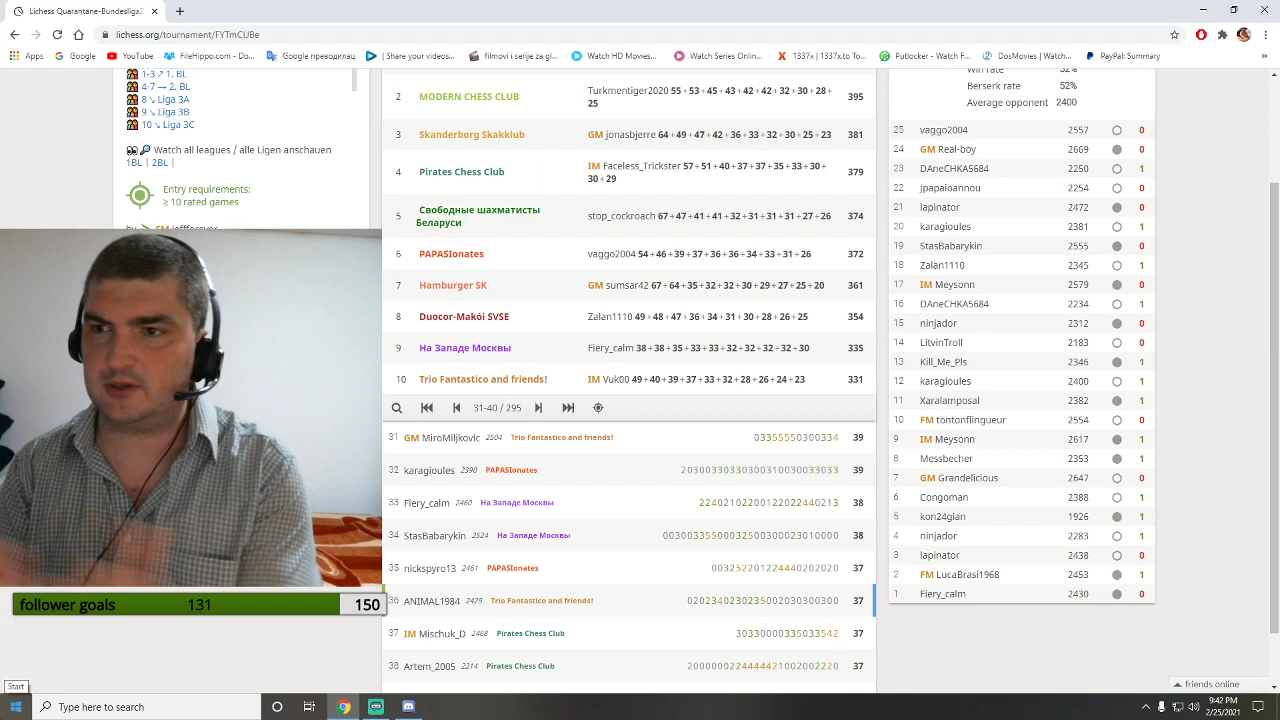 Lichess-Quarantäne-Bundesliga
lichess.org/tournament/FYTmCUBe
Apps
Gmail
YouTube
FileHippo.com - Do...
Google преводилац
| Share your videos...
filmovi i serije za gl...
Watch HD Movies...
Watch Series Onlin...
1337x | 1337x.to To...
Putlocker - Watch F...
DosMovies | Watch...
PayPal Sumary
»
1-3 ↗ 1. BL
4-7 → 2. BL
8 ↘ Liga 3A
9 ↘ Liga 3B
10 ↘ Liga 3C
Watch all leagues / alle Ligen anschauen
1BL | 2BL |
Entry requirements:
≥ 10 rated games
2 MODERN CHESS CLUB Turkmentiger2020 55+53+45+43+42+42+32+30+28+
25 395
3 Skanderborg Skakklub GM jonasbjerre 64+49+47+42+36+33+32+30+25+23 381
4 Pirates Chess Club IM Faceless_Trickster 57+51+40+37+37+35+33+30+
30+29 379
5 Свободные шахматисты
Беларуси stop_cockroach 67+47+41+41+32+31+31+31+27+26 374
6 PAPASIonates vaggo2004 54+46+39+37+36+36+34+33+31+26 372
7 Hamburger SK GM sumsar42 67+64+35+32+32+30+29+27+25+20 361
8 Duocor-Makói SVSE Zalan1110 49+48+47+36+34+31+30+28+26+25 354
9 На Западе Москвы Fiery_calm 38+38+35+33+33+32+32+32+32+30 335
10 Trio Fantastico and friends! IM Vuk00 49+40+39+37+33+32+28+26+24+23 331
31-40 / 295
31 GM MiroMiljkovic 2504 Trio Fantastico and friends! 03355550300334 39
32 karagioules 2390 PAPASIonates 203003303300310030033033 39
33 Fiery_calm 2460 На Западе Москвы 2240210220012202244021​3 38
34 StasBabarykin 2524 На Западе Москвы 00300335500032500300023010000 38
35 nickspyro13 2461 PAPASIonates 003252201224440202020 37
36 ANIMAL1984 2429 Trio Fantastico and friends! 0202340230235002030300300 37
37 IM Mischuk_D 2468 Pirates Chess Club 3033000033503​3542 37
38 Artem_2005 2214 Pirates Chess Club 2000000224444421002002220 37
Win rate 52%
Berserk rate 52%
Average opponent 2400
25 vaggo2004 2557 0
24 GM Real-boy 2669 0
23 DAneCHKA5684 2250 1
22 Jpapaioannou 2254 0
21 lapinator 2472 0
20 karagioules 2381 1
19 StasBabarykin 2555 0
18 Zalan1110 2345 1
17 IM Meysonn 2579 0
16 DAneCHKA5684 2234 1
15 ninjador 2312 0
14 LitvinTroll 2183 0
13 Kill_Me_Pls 2346 1
12 karagioules 2400 1
11 Xaralamposal 2382 1
10 FM tontonflingueur 2554 0
9 IM Meysonn 2617 1
8 Messbecher 2353 1
7 GM Grandelicious 2647 0
6 Congoman 2388 1
5 kon24gian 1926 1
4 ninjador 2283 1
3 lapinator 2438 0
2 FM LucaBrasi1968 2453 1
1 Fiery_calm 2430 0
friends online
follower goals 131 150
Start
Type here to search
9:42 PM
2/25/2021